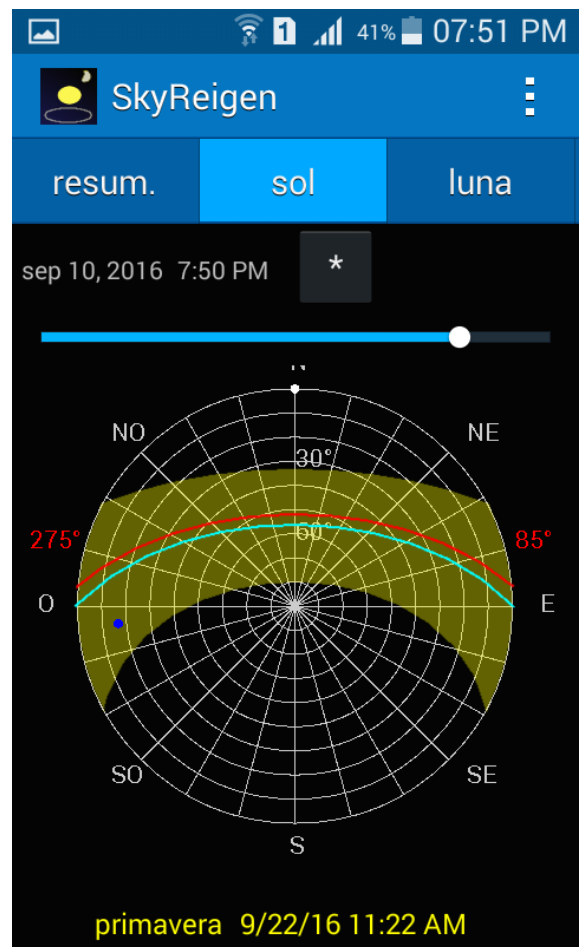 1 41% 07:51 PM
SkyReigen
resum. sol luna
sep 10, 2016 7:50 PM *
N
NO NE
30°
275° 60° 85°
O E
SO SE
S
primavera 9/22/16 11:22 AM